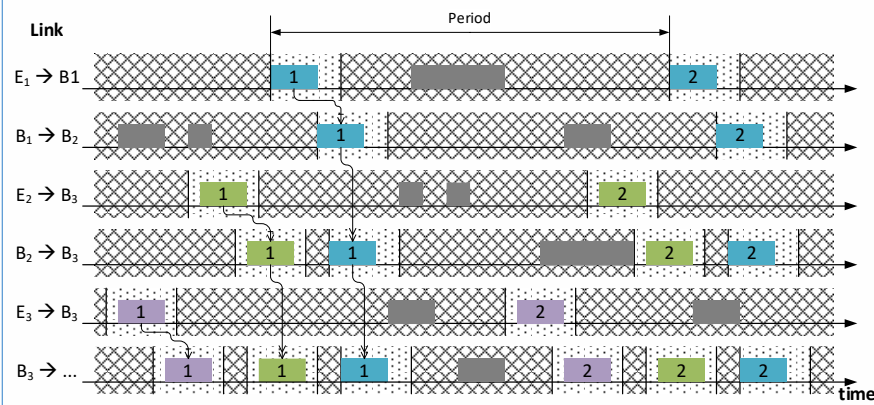 Period
Link
E₁ → B1 1 2
B₁ → B₂ 1 2
E₂ → B₃ 1 2
B₂ → B₃ 1 1 2 2
E₃ → B₃ 1 2
B₃ → ... 1 1 1 2 2 2
time